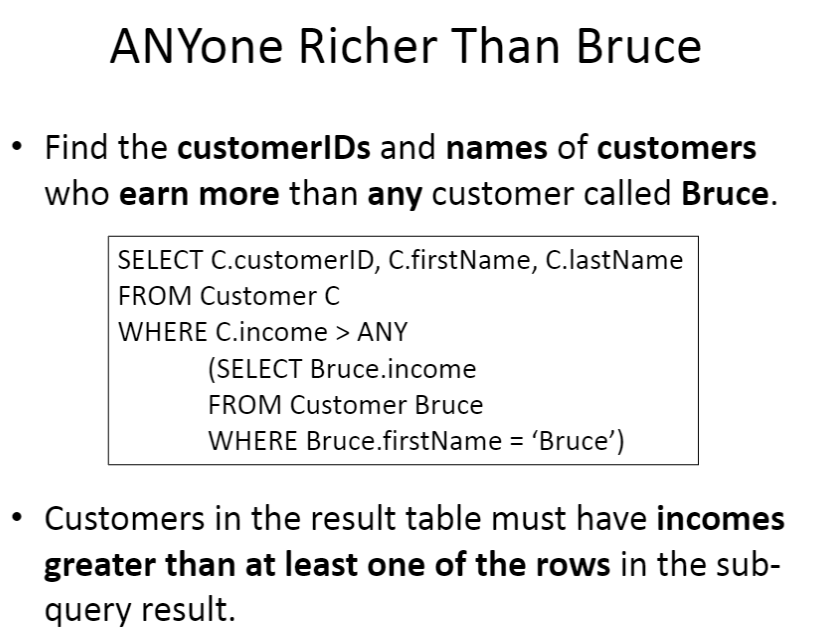 ANYone Richer Than Bruce
• Find the customerIDs and names of customers
who earn more than any customer called Bruce.
SELECT C.customerID, C.firstName, C.lastName
FROM Customer C
WHERE C.income > ANY
(SELECT Bruce.income
FROM Customer Bruce
WHERE Bruce.firstName = ‘Bruce’)
• Customers in the result table must have incomes
greater than at least one of the rows in the sub-
query result.